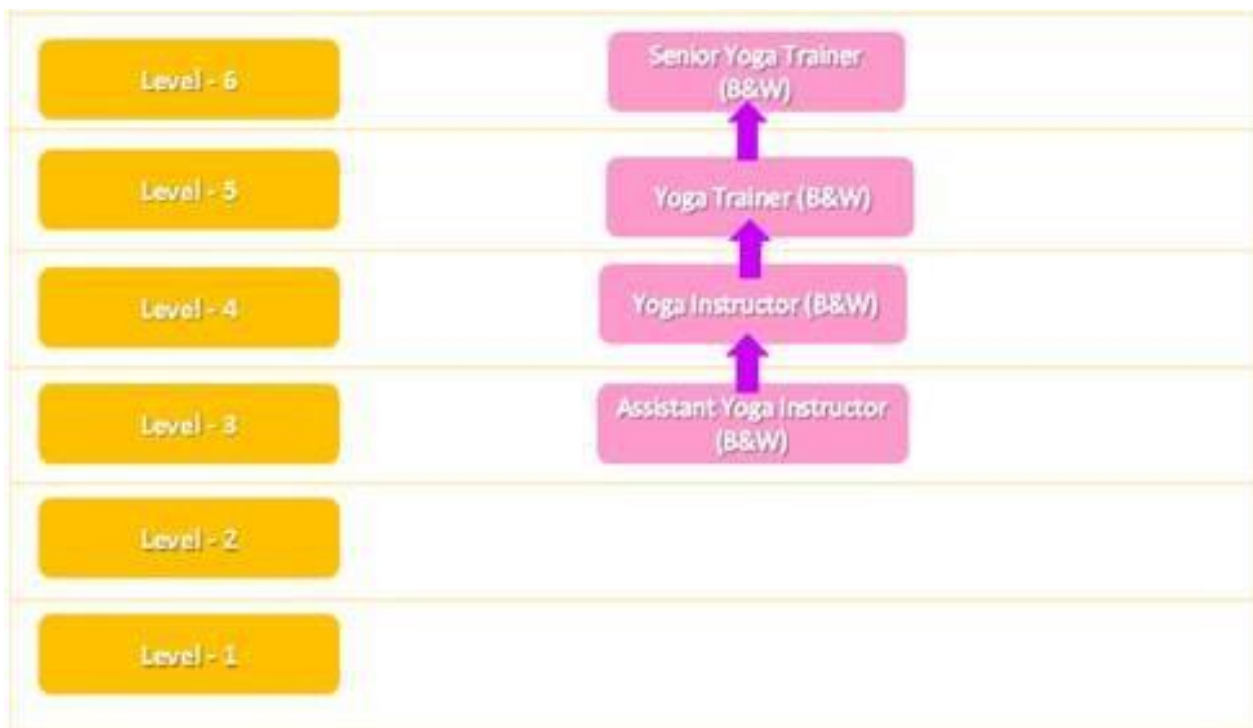 Level - 6
Senior Yoga Trainer
(B&W)
Level - 5
Yoga Trainer (B&W)
Level - 4
Yoga Instructor (B&W)
Level - 3
Assistant Yoga Instructor
(B&W)
Level - 2
Level - 1